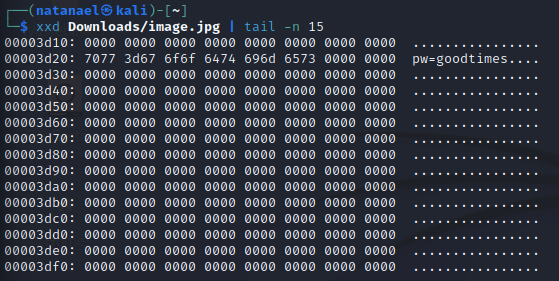 ┌──(natanael㉿kali)-[~]
└─$ xxd Downloads/image.jpg | tail -n 15
00003d10: 0000 0000 0000 0000 0000 0000 0000 0000  ................
00003d20: 7077 3d67 6f6f 6474 696d 6573 0000 0000  pw=goodtimes....
00003d30: 0000 0000 0000 0000 0000 0000 0000 0000  ................
00003d40: 0000 0000 0000 0000 0000 0000 0000 0000  ................
00003d50: 0000 0000 0000 0000 0000 0000 0000 0000  ................
00003d60: 0000 0000 0000 0000 0000 0000 0000 0000  ................
00003d70: 0000 0000 0000 0000 0000 0000 0000 0000  ................
00003d80: 0000 0000 0000 0000 0000 0000 0000 0000  ................
00003d90: 0000 0000 0000 0000 0000 0000 0000 0000  ................
00003da0: 0000 0000 0000 0000 0000 0000 0000 0000  ................
00003db0: 0000 0000 0000 0000 0000 0000 0000 0000  ................
00003dc0: 0000 0000 0000 0000 0000 0000 0000 0000  ................
00003dd0: 0000 0000 0000 0000 0000 0000 0000 0000  ................
00003de0: 0000 0000 0000 0000 0000 0000 0000 0000  ................
00003df0: 0000 0000 0000 0000 0000 0000 0000 0000  ................